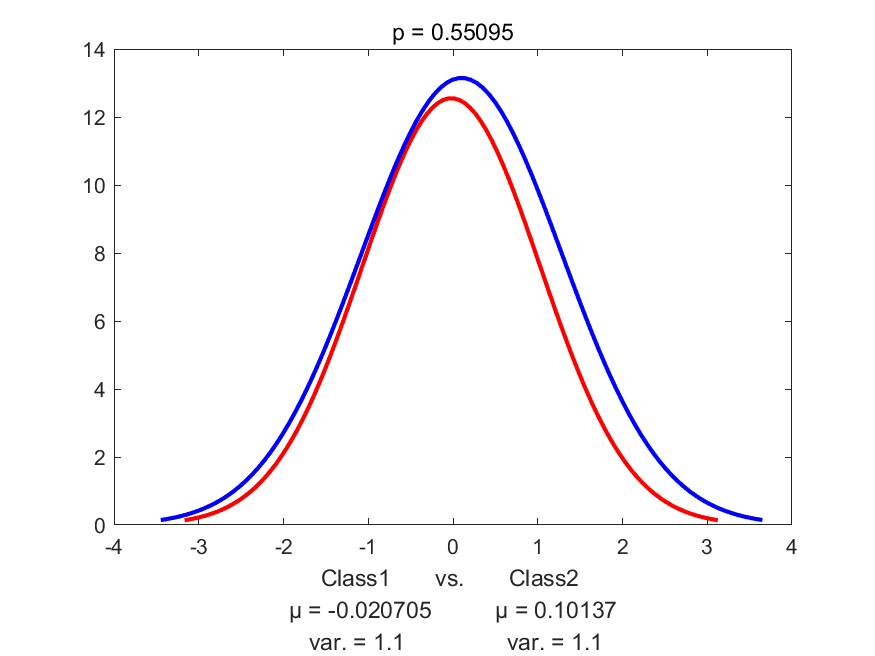 p = 0.55095
14
12
10
8
6
4
2
0
-4 -3 -2 -1 0 1 2 3 4
Class1 vs. Class2
μ = -0.020705 μ = 0.10137
var. = 1.1 var. = 1.1